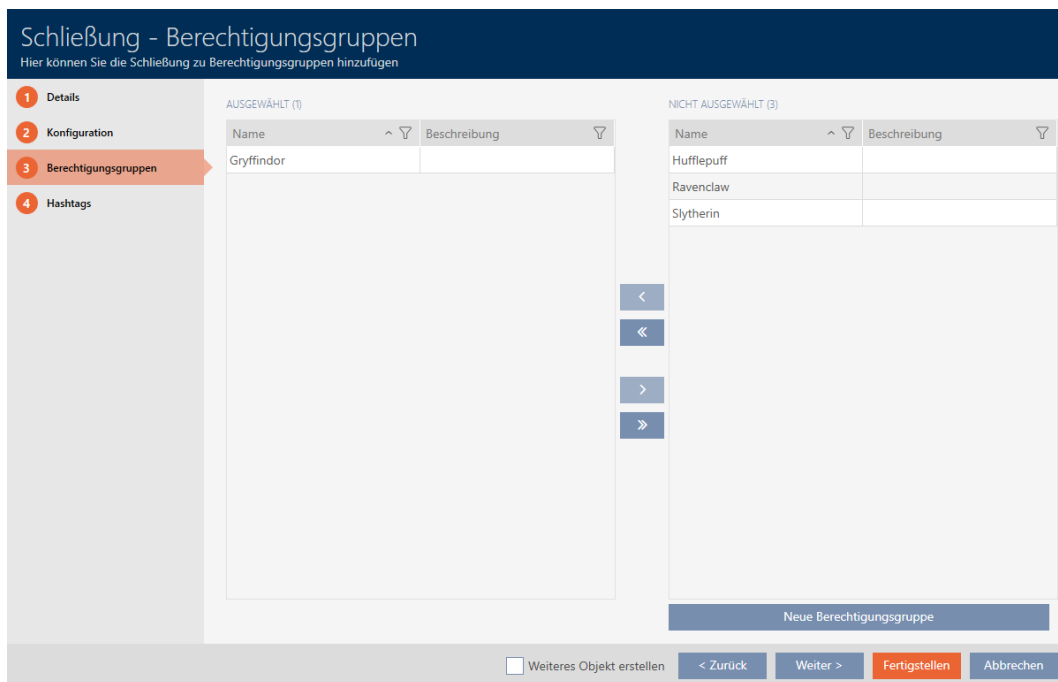 Schließung - Berechtigungsgruppen
Hier können Sie die Schließung zu Berechtigungsgruppen hinzufügen
1 Details
2 Konfiguration
3 Berechtigungsgruppen
4 Hashtags
AUSGEWÄHLT (1)
Name Beschreibung
Gryffindor
NICHT AUSGEWÄHLT (3)
Name Beschreibung
Hufflepuff
Ravenclaw
Slytherin
Neue Berechtigungsgruppe
Weiteres Objekt erstellen < Zurück Weiter > Fertigstellen Abbrechen